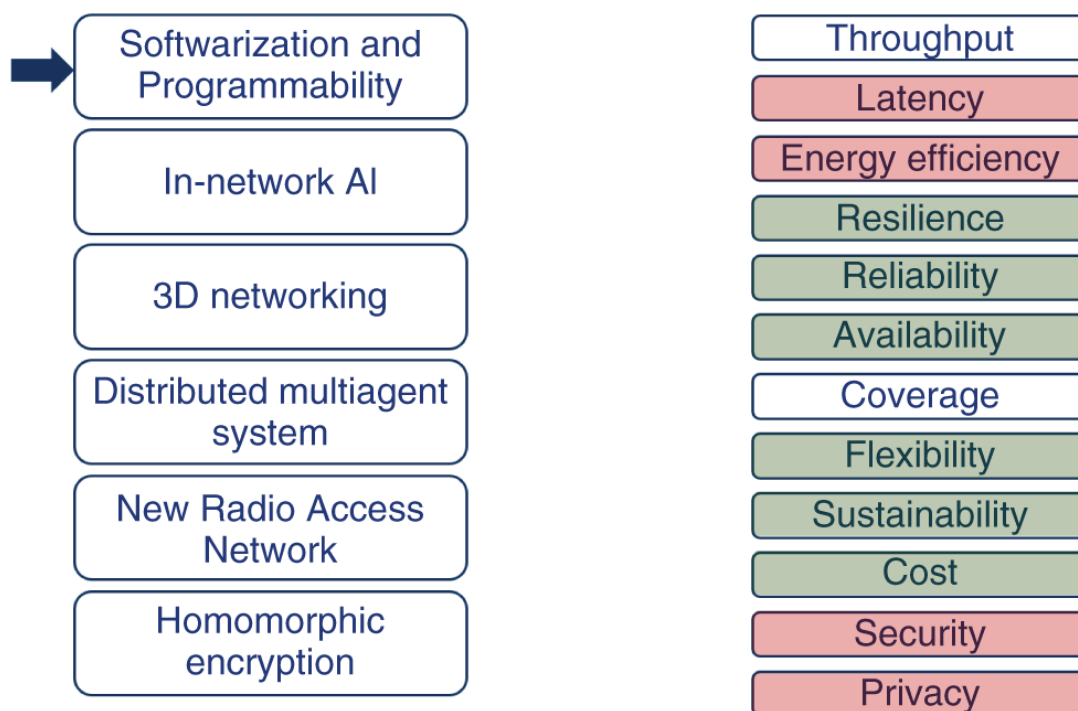 Softwarization and
Programmability
In-network AI
3D networking
Distributed multiagent
system
New Radio Access
Network
Homomorphic
encryption
Throughput
Latency
Energy efficiency
Resilience
Reliability
Availability
Coverage
Flexibility
Sustainability
Cost
Security
Privacy